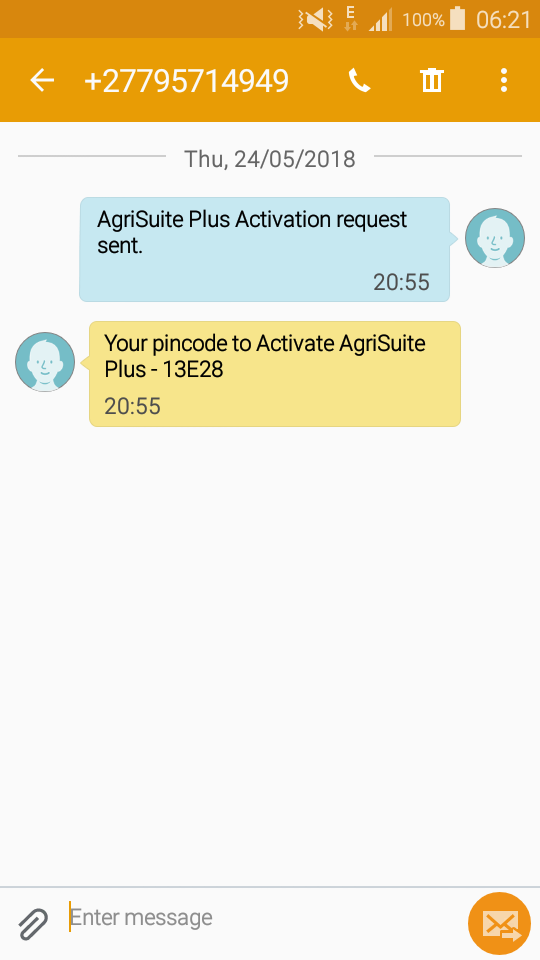 E
100%
06:21
+27795714949
Thu, 24/05/2018
AgriSuite Plus Activation request
sent.
20:55
Your pincode to Activate AgriSuite
Plus - 13E28
20:55
Enter message